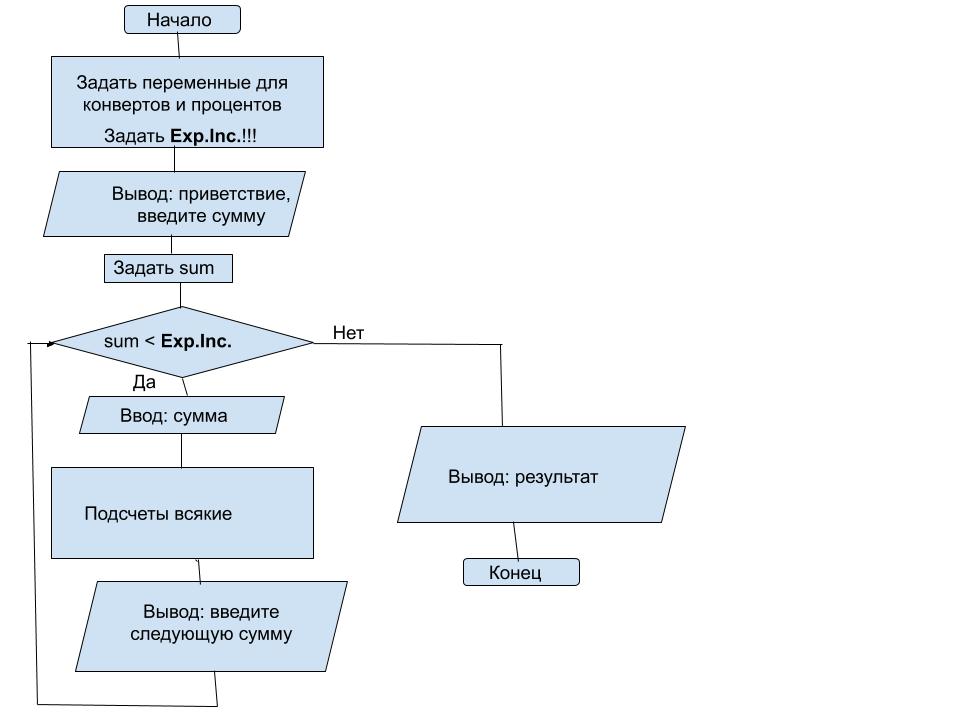 Начало
Задать переменные для
конвертов и процентов
Задать Exp.Inc.!!!
Вывод: приветствие,
введите сумму
Задать sum
sum < Exp.Inc.
Нет
Да
Ввод: сумма
Подсчеты всякие
Вывод: введите
следующую сумму
Вывод: результат
Конец